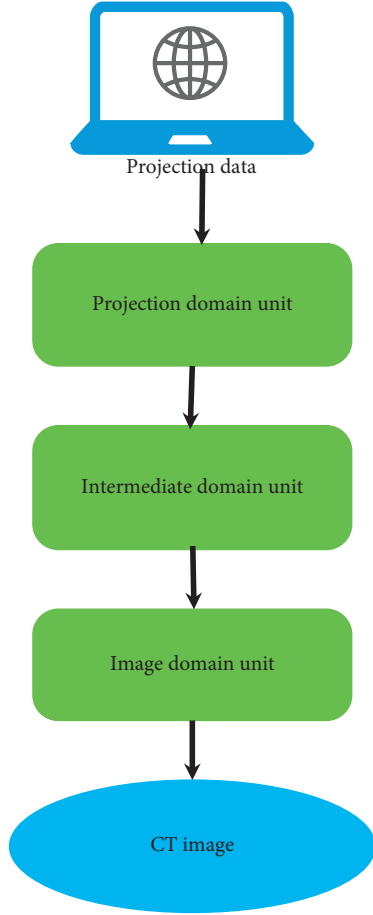 Projection data
Projection domain unit
Intermediate domain unit
Image domain unit
CT image